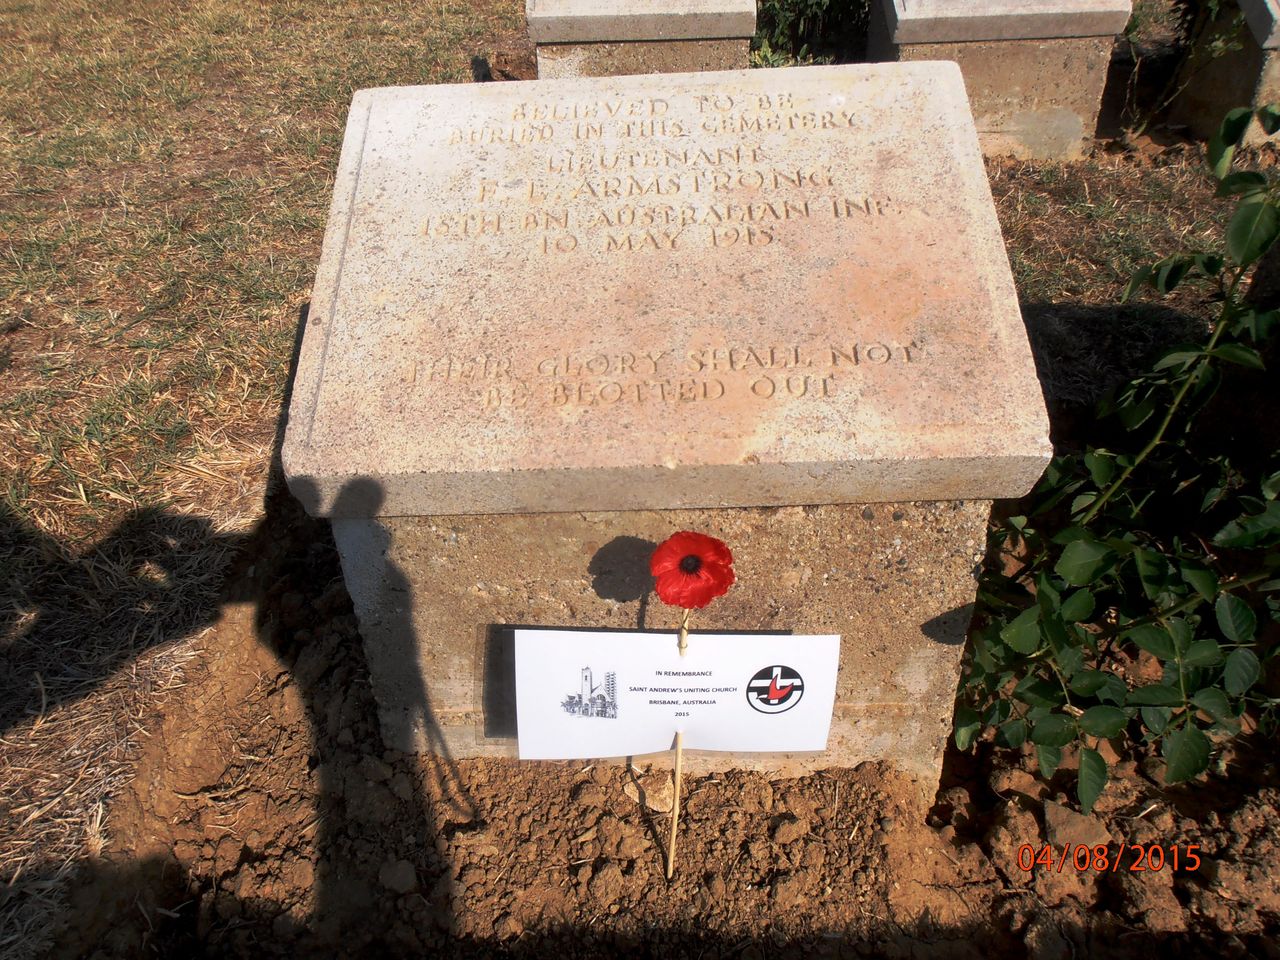 BELIEVED TO BE
BURIED IN THIS CEMETERY
LIEUTENANT
F. L. ARMSTRONG
15TH BN AUSTRALIAN INF.
10 MAY 1915
THEIR GLORY SHALL NOT
BE BLOTTED OUT
IN REMEMBRANCE
SAINT ANDREW'S UNITING CHURCH
BRISBANE, AUSTRALIA
2015
04/08/2015